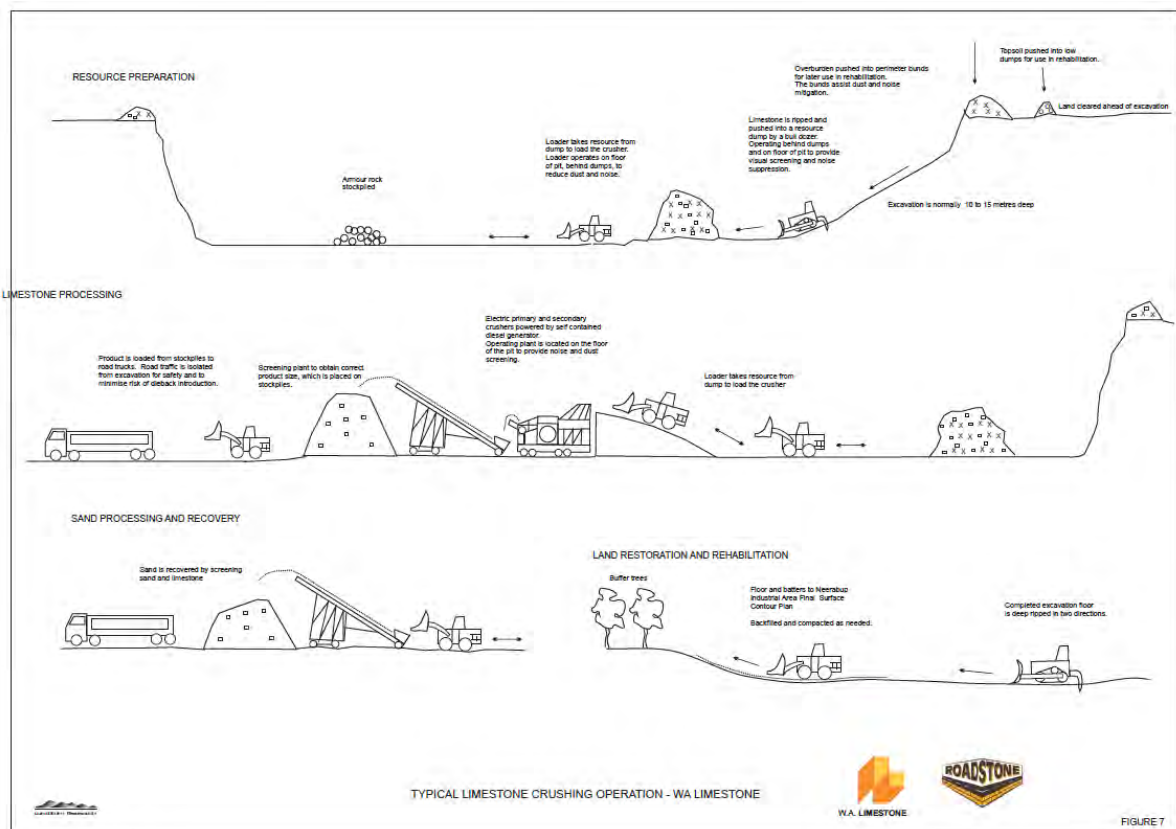 RESOURCE PREPARATION
Topsoil pushed into low
dumps for use in rehabilitation.
Overburden pushed into perimeter bunds
for later use in rehabilitation.
The bunds assist dust and noise
mitigation.
Land cleared ahead of excavation
Limestone is ripped and
pushed into a resource
dump by a bull dozer.
Operating behind dumps
and on floor of pit to provide
visual screening and noise
suppression.
Loader takes resource from
dump to load the crusher.
Loader operates on floor
of pit, behind dumps, to
reduce dust and noise.
Armour rock
stockpiled
Excavation is normally 10 to 15 metres deep
LIMESTONE PROCESSING
Electric primary and secondary
crushers powered by self contained
diesel generator.
Operating plant is located on the floor
of the pit to provide noise and dust
screening.
Product is loaded from stockpiles to
road trucks. Road traffic is isolated
from excavation for safety and to
minimise risk of dieback introduction.
Screening plant to obtain correct
product size, which is placed on
stockpiles.
Loader takes resource from
dump to load the crusher
SAND PROCESSING AND RECOVERY
Sand is recovered by screening
sand and limestone
LAND RESTORATION AND REHABILITATION
Buffer trees
Floor and batters to Neerabup
Industrial Area Final Surface
Contour Plan
Backfilled and compacted as needed.
Completed excavation floor
is deep ripped in two directions.
TYPICAL LIMESTONE CRUSHING OPERATION - WA LIMESTONE
W.A. LIMESTONE
ROADSTONE
FIGURE 7